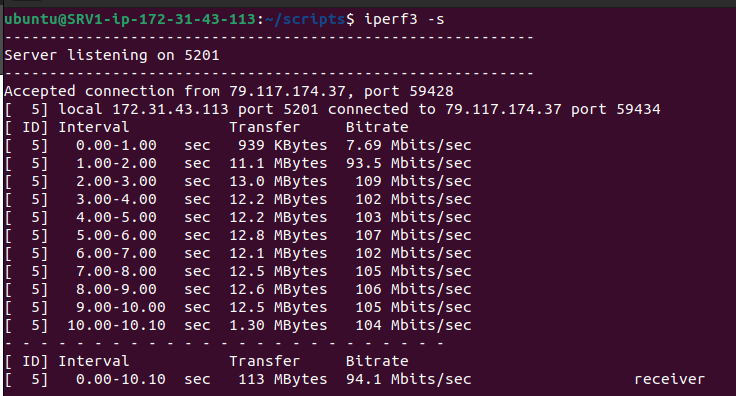 ubuntu@SRV1-ip-172-31-43-113:~/scripts$ iperf3 -s
-----------------------------------------------------------
Server listening on 5201
-----------------------------------------------------------
Accepted connection from 79.117.174.37, port 59428
[  5] local 172.31.43.113 port 5201 connected to 79.117.174.37 port 59434
[ ID] Interval           Transfer     Bitrate
[  5]   0.00-1.00   sec   939 KBytes  7.69 Mbits/sec
[  5]   1.00-2.00   sec  11.1 MBytes  93.5 Mbits/sec
[  5]   2.00-3.00   sec  13.0 MBytes   109 Mbits/sec
[  5]   3.00-4.00   sec  12.2 MBytes   102 Mbits/sec
[  5]   4.00-5.00   sec  12.2 MBytes   103 Mbits/sec
[  5]   5.00-6.00   sec  12.8 MBytes   107 Mbits/sec
[  5]   6.00-7.00   sec  12.1 MBytes   102 Mbits/sec
[  5]   7.00-8.00   sec  12.5 MBytes   105 Mbits/sec
[  5]   8.00-9.00   sec  12.6 MBytes   106 Mbits/sec
[  5]   9.00-10.00  sec  12.5 MBytes   105 Mbits/sec
[  5]  10.00-10.10  sec  1.30 MBytes   104 Mbits/sec
- - - - - - - - - - - - - - - - - - - - - - - - -
[ ID] Interval           Transfer     Bitrate
[  5]   0.00-10.10  sec   113 MBytes  94.1 Mbits/sec                  receiver